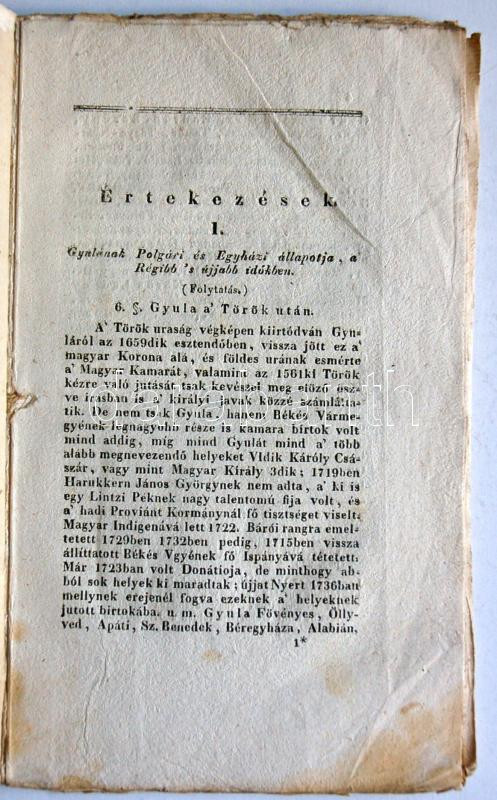 Értekezések.
1.
Gyulának Polgári és Egyházi állapotja, a
Régibb 's újjabb időkben.
(Folytatás.)
6. §. Gyula a' Török után.
A' Török uraság végképen kiirtódván Gyu-
láról az 1659dik esztendőben, vissza jött ez a'
magyar Korona alá, és földes urának esmérte
a' Magyar Kamarát, valamint az 1561ki Török
kézre való jutását tsak kevéssel meg előző ösz-
ve irásban is a' királyi javak közzé számlálta-
tik. De nem tsak Gyula, hanem Békés Várme-
gyének legnagyobb része is kamara birtok volt
mind addig, míg mind Gyulát mind a' több
alább megnevezendő helyeket VIdik Károly Csá-
szár, vagy mint Magyar Király 3dik; 1719ben
Harukkern János Györgynek nem adta, a' ki is
egy Lintzi Péknek nagy talentomú fija volt, és
a' hadi Proviánt Kormánynál fő tisztséget viselt.
Magyar Indigenává lett 1722. Bárói rangra emel-
tetett 1729ben 1732ben pedig, 1715ben vissza
állíttatott Békés Vgyének fő Ispányává tétetett.
Már 1723ban volt Donátioja, de minthogy ab-
ból sok helyek ki maradtak; újjat Nyert 1736ban
mellynek erejénél fogva ezeknek a' helyeknek
jutott birtokába. u. m. Gyula Fövényes, Ölly-
ved, Apáti, Sz. Benedek, Béregyháza, Alabián,
1*